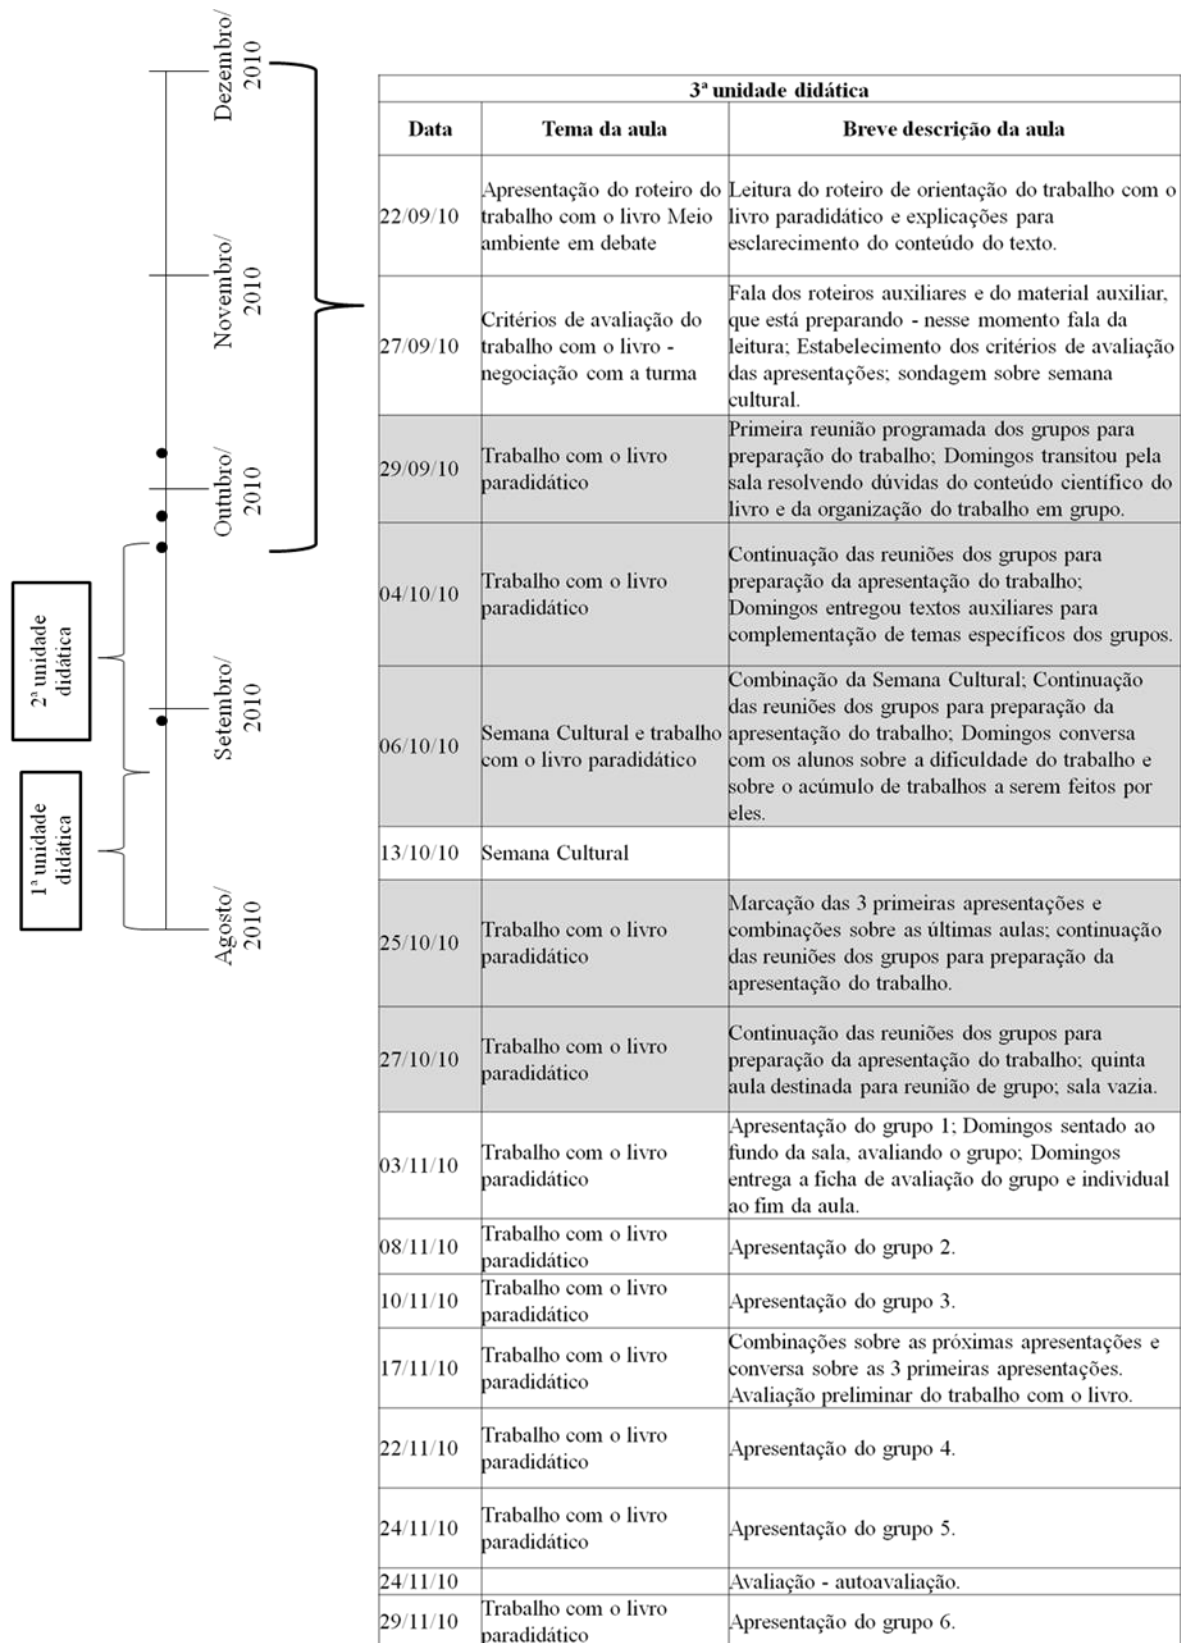 Dezembro/
2010
Novembro/
2010
Outubro/
2010
Setembro/
2010
Agosto/
2010
2ª unidade
didática
1ª unidade
didática
3ª unidade didática
Data
Tema da aula
Breve descrição da aula
22/09/10
Apresentação do roteiro do
trabalho com o livro Meio
ambiente em debate
Leitura do roteiro de orientação do trabalho com o
livro paradidático e explicações para
esclarecimento do conteúdo do texto.
27/09/10
Critérios de avaliação do
trabalho com o livro -
negociação com a turma
Fala dos roteiros auxiliares e do material auxiliar,
que está preparando - nesse momento fala da
leitura; Estabelecimento dos critérios de avaliação
das apresentações; sondagem sobre semana
cultural.
29/09/10
Trabalho com o livro
paradidático
Primeira reunião programada dos grupos para
preparação do trabalho; Domingos transitou pela
sala resolvendo dúvidas do conteúdo científico do
livro e da organização do trabalho em grupo.
04/10/10
Trabalho com o livro
paradidático
Continuação das reuniões dos grupos para
preparação da apresentação do trabalho;
Domingos entregou textos auxiliares para
complementação de temas específicos dos grupos.
06/10/10
Semana Cultural e trabalho
com o livro paradidático
Combinação da Semana Cultural; Continuação
das reuniões dos grupos para preparação da
apresentação do trabalho; Domingos conversa
com os alunos sobre a dificuldade do trabalho e
sobre o acúmulo de trabalhos a serem feitos por
eles.
13/10/10
Semana Cultural
25/10/10
Trabalho com o livro
paradidático
Marcação das 3 primeiras apresentações e
combinações sobre as últimas aulas; continuação
das reuniões dos grupos para preparação da
apresentação do trabalho.
27/10/10
Trabalho com o livro
paradidático
Continuação das reuniões dos grupos para
preparação da apresentação do trabalho; quinta
aula destinada para reunião de grupo; sala vazia.
03/11/10
Trabalho com o livro
paradidático
Apresentação do grupo 1; Domingos sentado ao
fundo da sala, avaliando o grupo; Domingos
entrega a ficha de avaliação do grupo e individual
ao fim da aula.
08/11/10
Trabalho com o livro
paradidático
Apresentação do grupo 2.
10/11/10
Trabalho com o livro
paradidático
Apresentação do grupo 3.
17/11/10
Trabalho com o livro
paradidático
Combinações sobre as próximas apresentações e
conversa sobre as 3 primeiras apresentações.
Avaliação preliminar do trabalho com o livro.
22/11/10
Trabalho com o livro
paradidático
Apresentação do grupo 4.
24/11/10
Trabalho com o livro
paradidático
Apresentação do grupo 5.
24/11/10
Avaliação - autoavaliação.
29/11/10
Trabalho com o livro
paradidático
Apresentação do grupo 6.